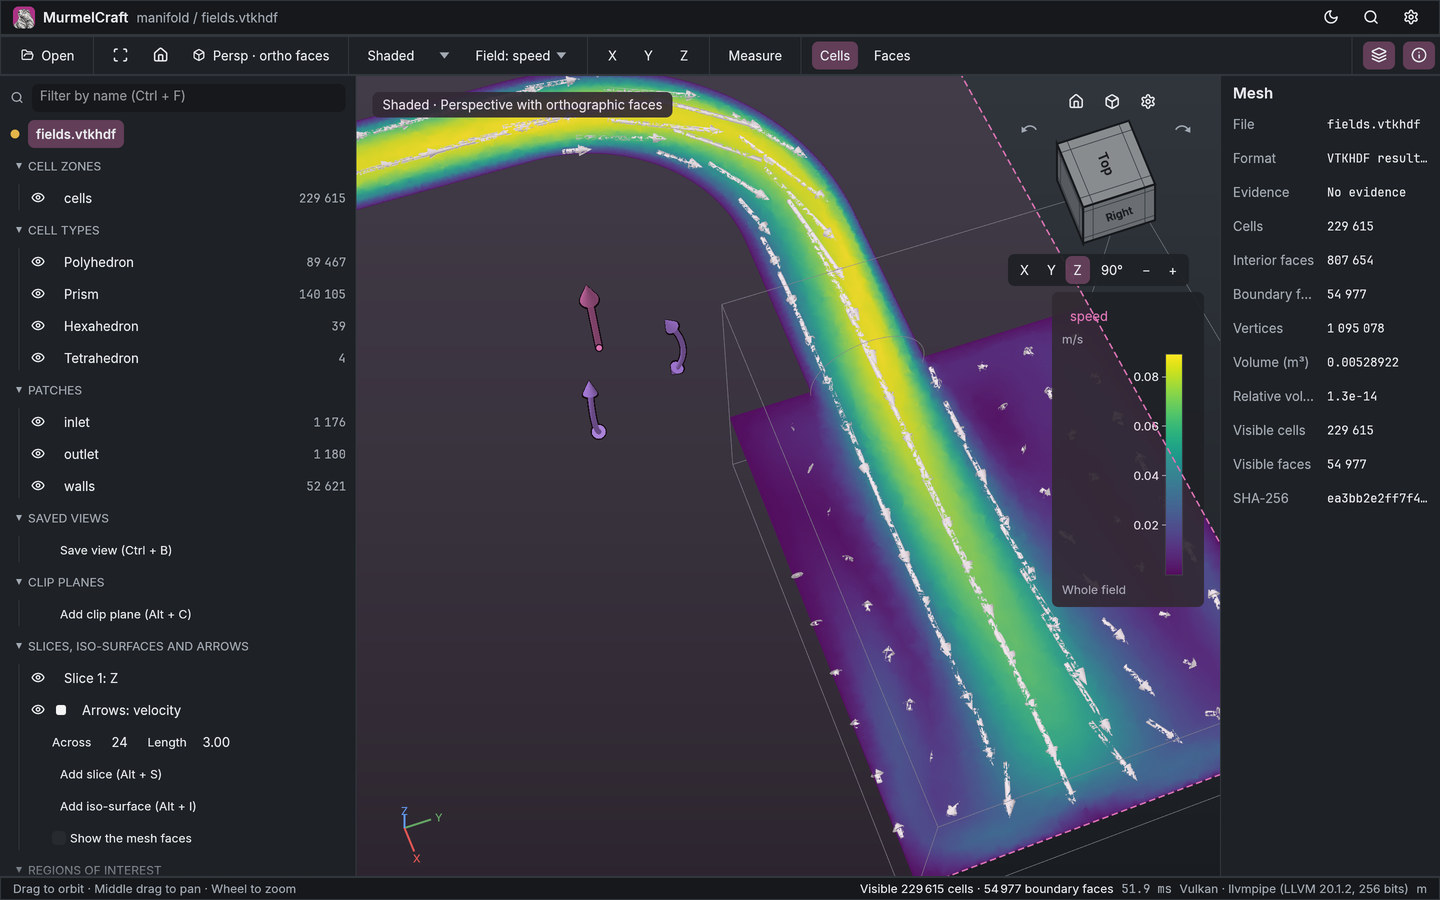 MurmelCraft manifold / fields.vtkhdf
Open Persp · ortho faces Shaded Field: speed X Y Z Measure Cells Faces
Filter by name (Ctrl + F)
fields.vtkhdf
CELL ZONES
cells 229 615
CELL TYPES
Polyhedron 89 467
Prism 140 105
Hexahedron 39
Tetrahedron 4
PATCHES
inlet 1 176
outlet 1 180
walls 52 621
SAVED VIEWS
Save view (Ctrl + B)
CLIP PLANES
Add clip plane (Alt + C)
SLICES, ISO-SURFACES AND ARROWS
Slice 1: Z
Arrows: velocity
Across 24 Length 3.00
Add slice (Alt + S)
Add iso-surface (Alt + I)
Show the mesh faces
REGIONS OF INTEREST
Shaded · Perspective with orthographic faces
Top
Right
X Y Z 90° − +
speed
m/s
0.08
0.06
0.04
0.02
Whole field
Z
Y
X
Mesh
File fields.vtkhdf
Format VTKHDF result…
Evidence No evidence
Cells 229 615
Interior faces 807 654
Boundary f… 54 977
Vertices 1 095 078
Volume (m³) 0.00528922
Relative vol… 1.3e-14
Visible cells 229 615
Visible faces 54 977
SHA-256 ea3bb2e2ff7f4…
Drag to orbit · Middle drag to pan · Wheel to zoom
Visible 229 615 cells · 54 977 boundary faces 51.9 ms Vulkan · llvmpipe (LLVM 20.1.2, 256 bits) m